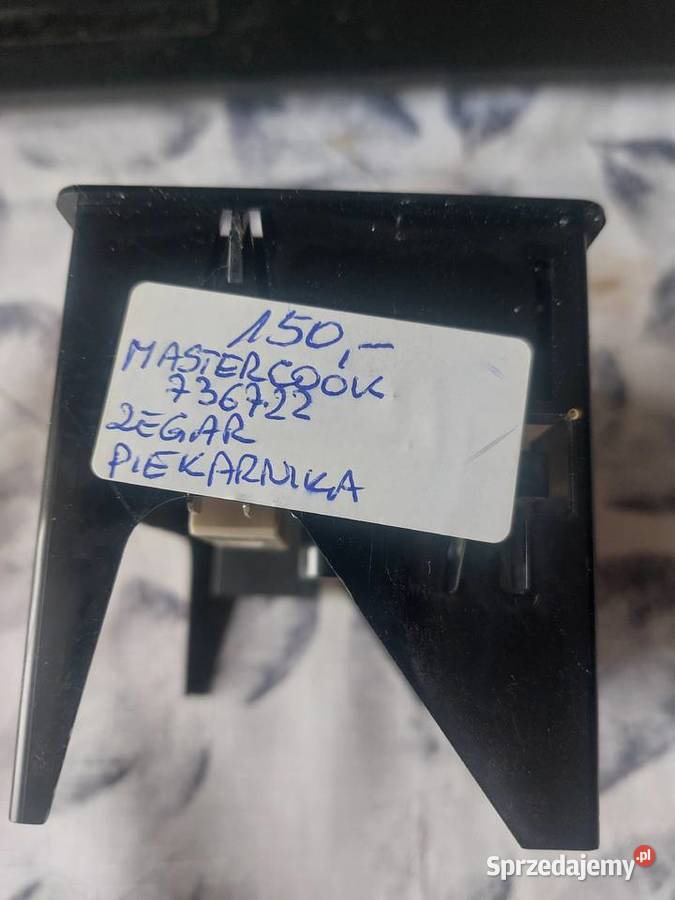 150,-
MASTERCOOK
736722
ZEGAR
PIEKARNIKA
Sprzedajemy.pl